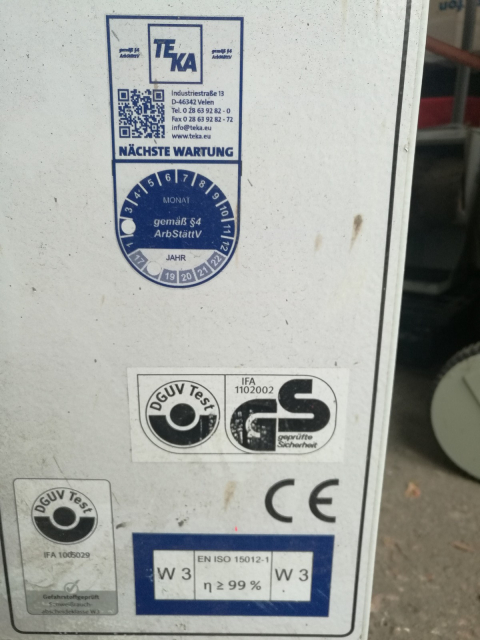 gemäß §4
ArbStättV
TEKA
gemäß §4
ArbStättV
Industriestraße 13
D-46342 Velen
Tel. 0 28 63 92 82 - 0
Fax 0 28 63 92 82 - 72
info@teka.eu
www.teka.eu
NÄCHSTE WARTUNG
1 3 4 5 6 7 8 9 10 11 12
MONAT
gemäß §4
ArbStättV
JAHR
17 19 20 21 22
DGUV Test
IFA
1102002
GS
geprüfte
Sicherheit
DGUV Test
IFA 1005029
Gefahrstoffgeprüft
CE
EN ISO 15012-1
W 3
η ≥ 99 %
W 3